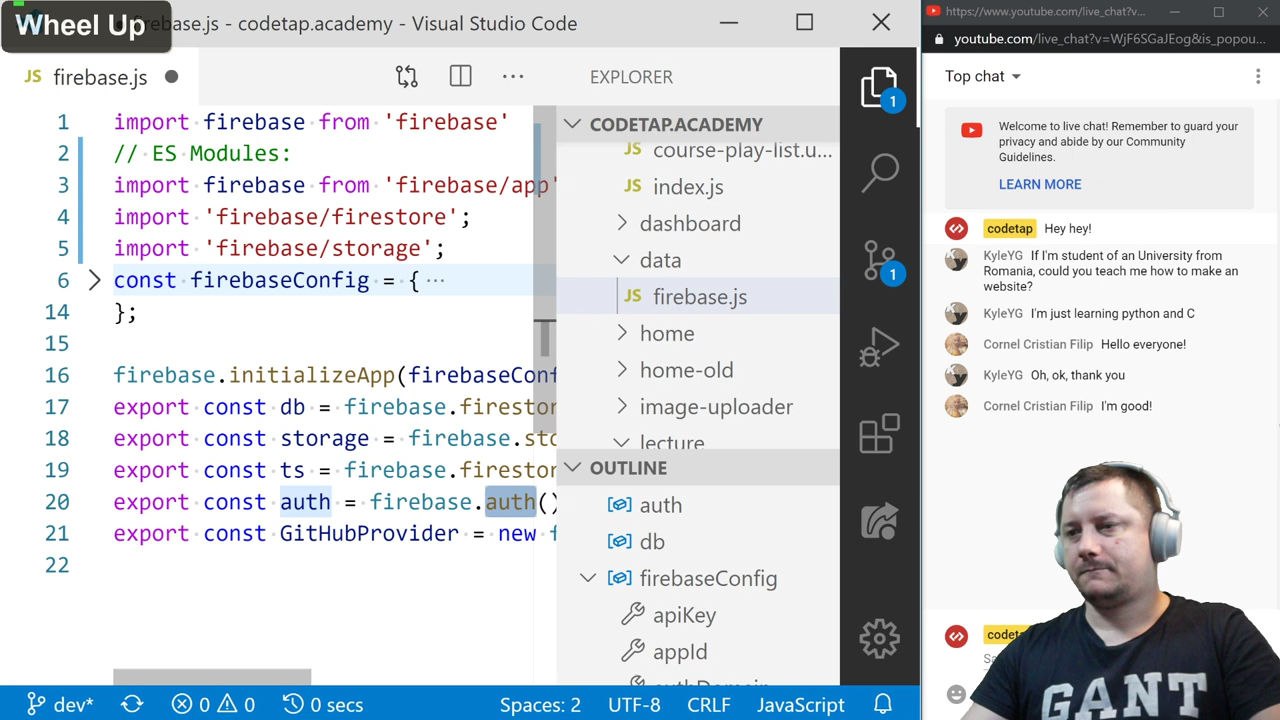 Wheel Up
firebase.js - codetap.academy - Visual Studio Code
JS firebase.js
1 import firebase from 'firebase'
2 // ES Modules:
3 import firebase from 'firebase/app'
4 import 'firebase/firestore';
5 import 'firebase/storage';
6 const firebaseConfig = { ···
14 };
15
16 firebase.initializeApp(firebaseConf
17 export const db = firebase.firestor
18 export const storage = firebase.sto
19 export const ts = firebase.firestor
20 export const auth = firebase.auth()
21 export const GitHubProvider = new f
22
EXPLORER
CODETAP.ACADEMY
JS course-play-list.u...
JS index.js
dashboard
data
JS firebase.js
home
home-old
image-uploader
lecture
OUTLINE
auth
db
firebaseConfig
apiKey
appId
authDomain
1
1
dev*
0 0
0 secs
Spaces: 2
UTF-8
CRLF
JavaScript
https://www.youtube.com/live_chat?v...
youtube.com/live_chat?v=WjF6SGaJEog&is_popou...
Top chat
Welcome to live chat! Remember to guard your
privacy and abide by our Community
Guidelines.
LEARN MORE
codetap Hey hey!
KyleYG If I'm student of an University from
Romania, could you teach me how to make an
website?
KyleYG I'm just learning python and C
Cornel Cristian Filip Hello everyone!
KyleYG Oh, ok, thank you
Cornel Cristian Filip I'm good!
GANT